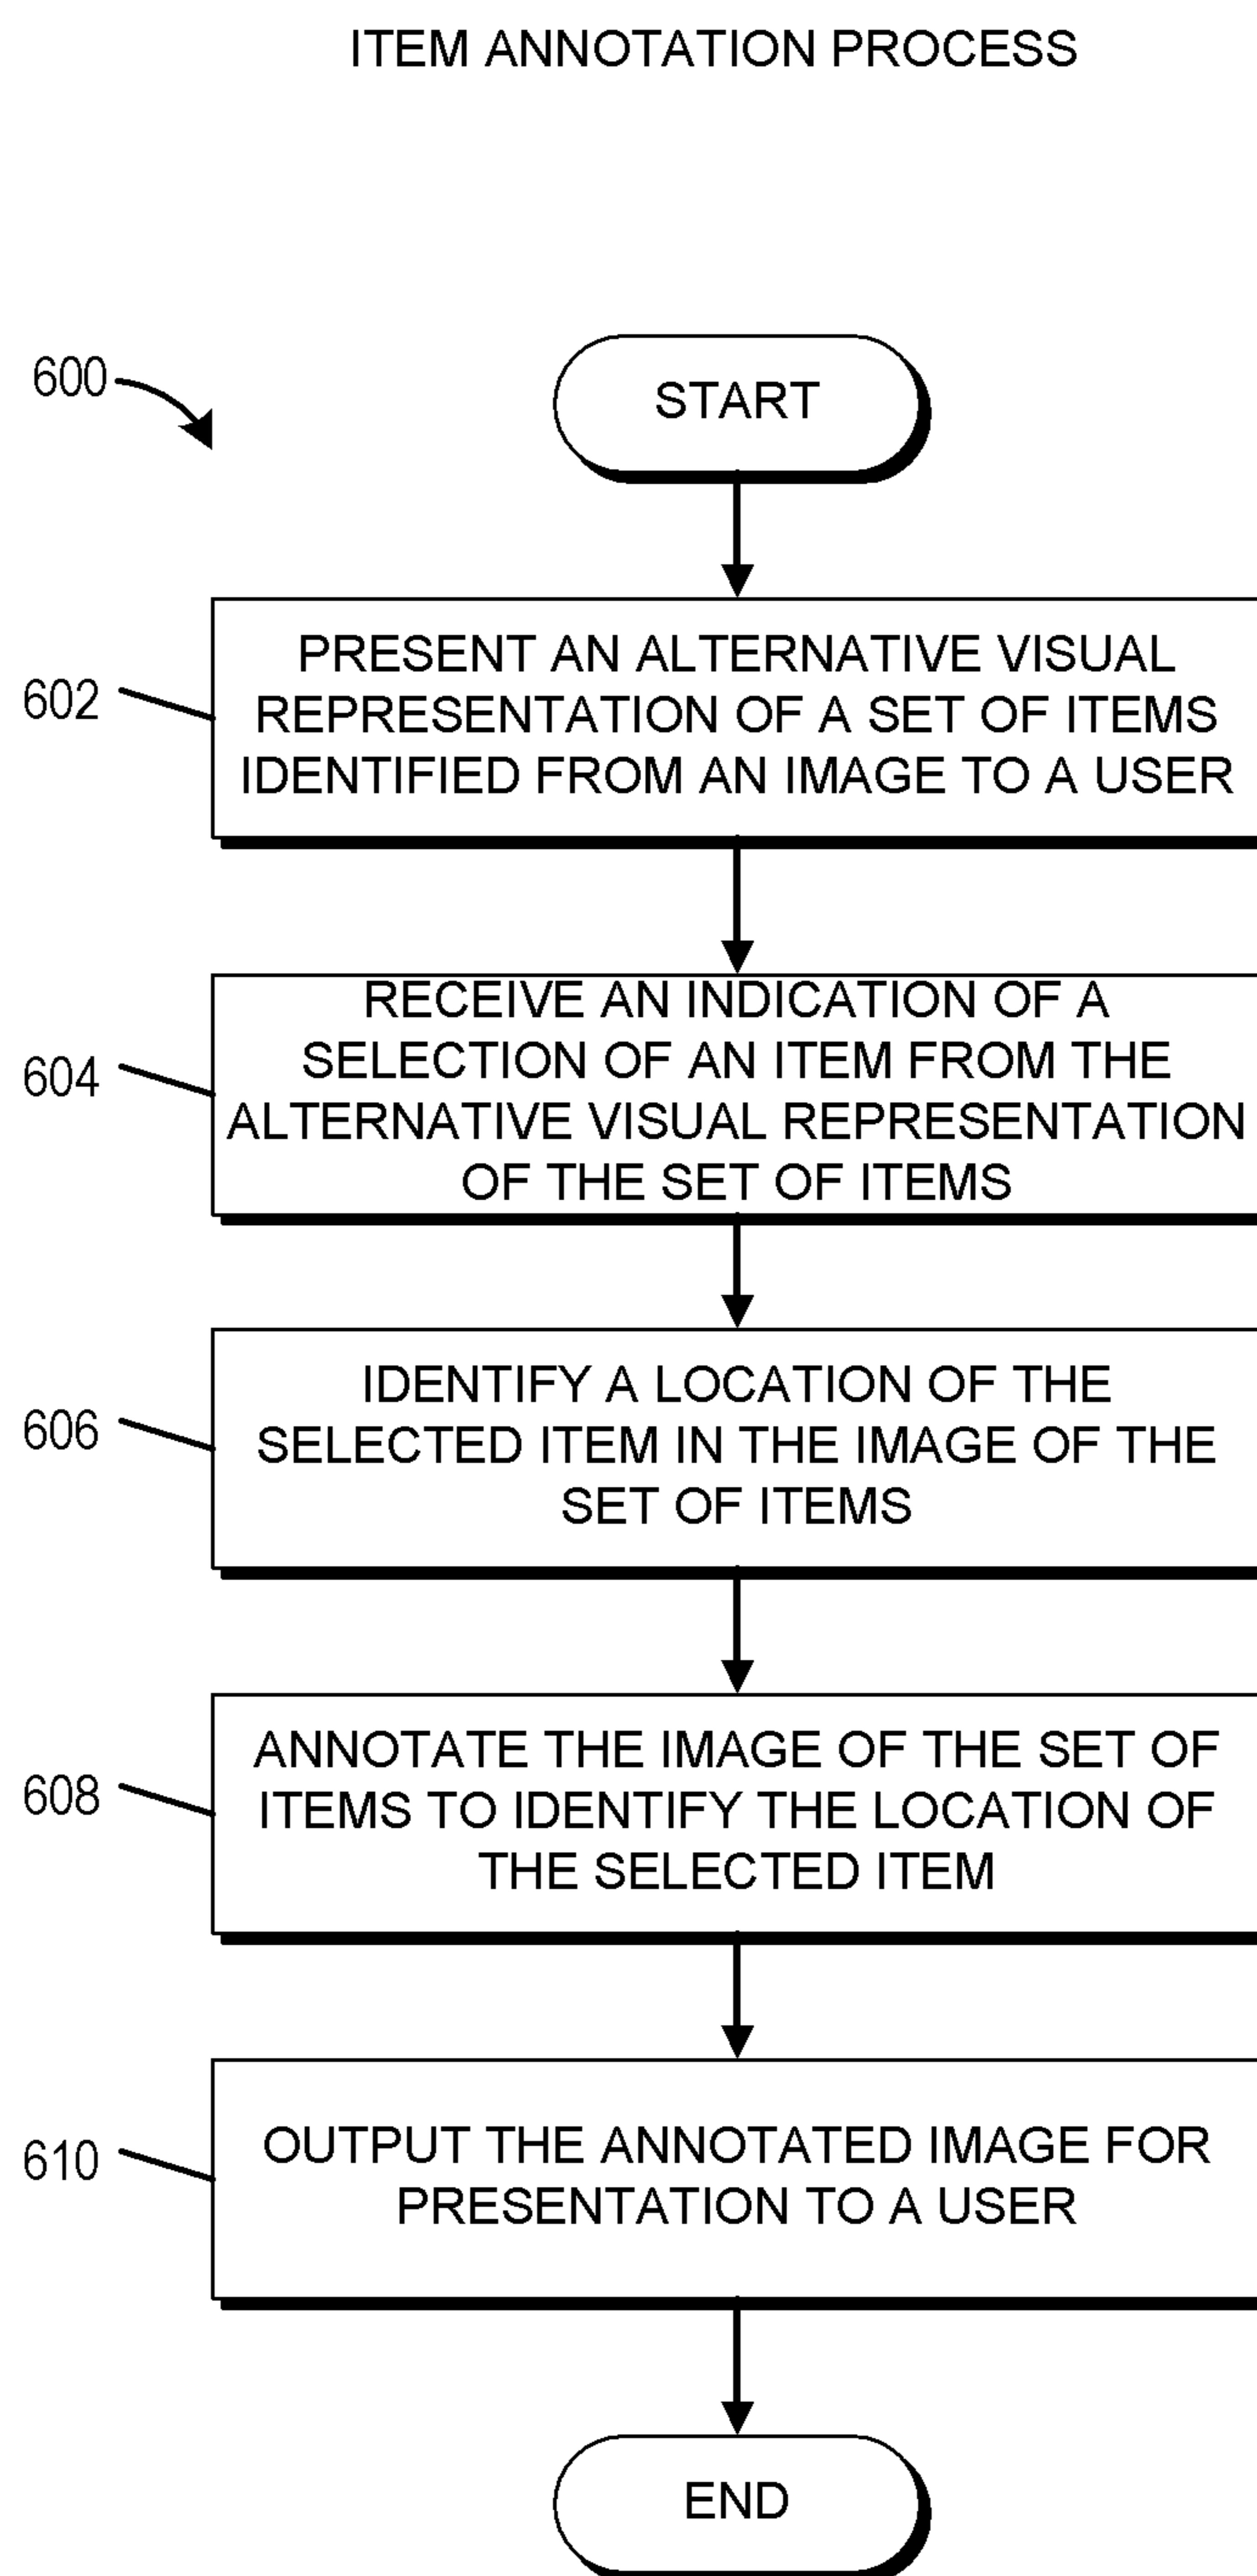 ITEM ANNOTATION PROCESS
600
START
602
PRESENT AN ALTERNATIVE VISUAL
REPRESENTATION OF A SET OF ITEMS
IDENTIFIED FROM AN IMAGE TO A USER
604
RECEIVE AN INDICATION OF A
SELECTION OF AN ITEM FROM THE
ALTERNATIVE VISUAL REPRESENTATION
OF THE SET OF ITEMS
606
IDENTIFY A LOCATION OF THE
SELECTED ITEM IN THE IMAGE OF THE
SET OF ITEMS
608
ANNOTATE THE IMAGE OF THE SET OF
ITEMS TO IDENTIFY THE LOCATION OF
THE SELECTED ITEM
610
OUTPUT THE ANNOTATED IMAGE FOR
PRESENTATION TO A USER
END